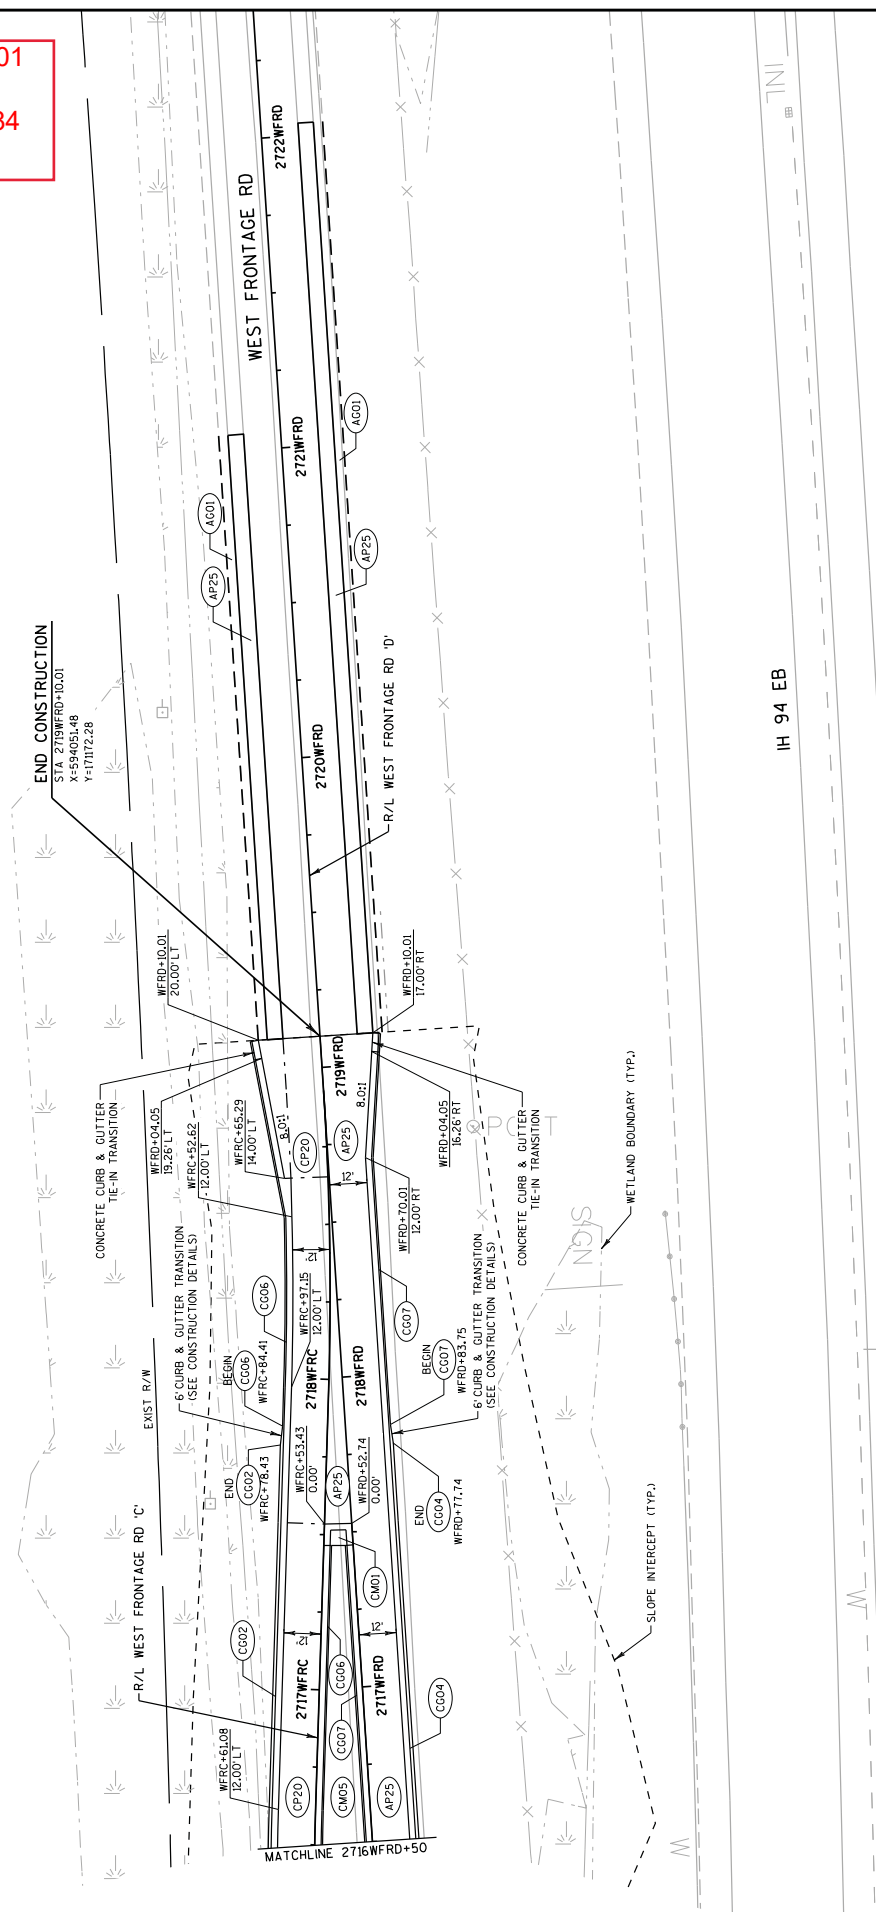 01
34
INL
2722WFRD
WEST FRONTAGE RD
AG01
2721WFRD
AG01
AP25
AP25
END CONSTRUCTION
STA 2719WFRD+10.01
X=594051.48
Y=171172.28
R/L WEST FRONTAGE RD 'D'
2720WFRD
IH 94 EB
WFRD+10.01
20.00' LT
WFRD+10.01
17.00' RT
2719WFRD
8.0:1
8.0:1
CONCRETE CURB & GUTTER
TIE-IN TRANSITION
WFRD+04.05
19.26' LT
WFRC+52.62
12.00' LT
WFRC+65.29
14.00' LT
CP20
AP25
12'
WFRD+04.05
16.26' RT
CONCRETE CURB & GUTTER
TIE-IN TRANSITION
WETLAND BOUNDARY (TYP.)
WFRD+70.01
12.00' RT
SIGN
12'
6' CURB & GUTTER TRANSITION
(SEE CONSTRUCTION DETAILS)
CG06
WFRC+97.15
12.00' LT
CG07
6' CURB & GUTTER TRANSITION
(SEE CONSTRUCTION DETAILS)
BEGIN
CG06
WFRC+84.41
2718WFRC
2718WFRD
BEGIN
CG07
WFRD+83.75
EXIST R/W
END
CG02
WFRC+78.43
WFRC+53.43
0.00'
AP25
WFRD+52.74
0.00'
END
CG04
WFRD+77.74
SLOPE INTERCEPT (TYP.)
R/L WEST FRONTAGE RD 'C'
CM01
CG02
12'
12'
2717WFRC
CG06
2717WFRD
CG07
CG04
WFRC+61.08
12.00' LT
CP20
CM05
AP25
W
W
MATCHLINE 2716WFRD+50